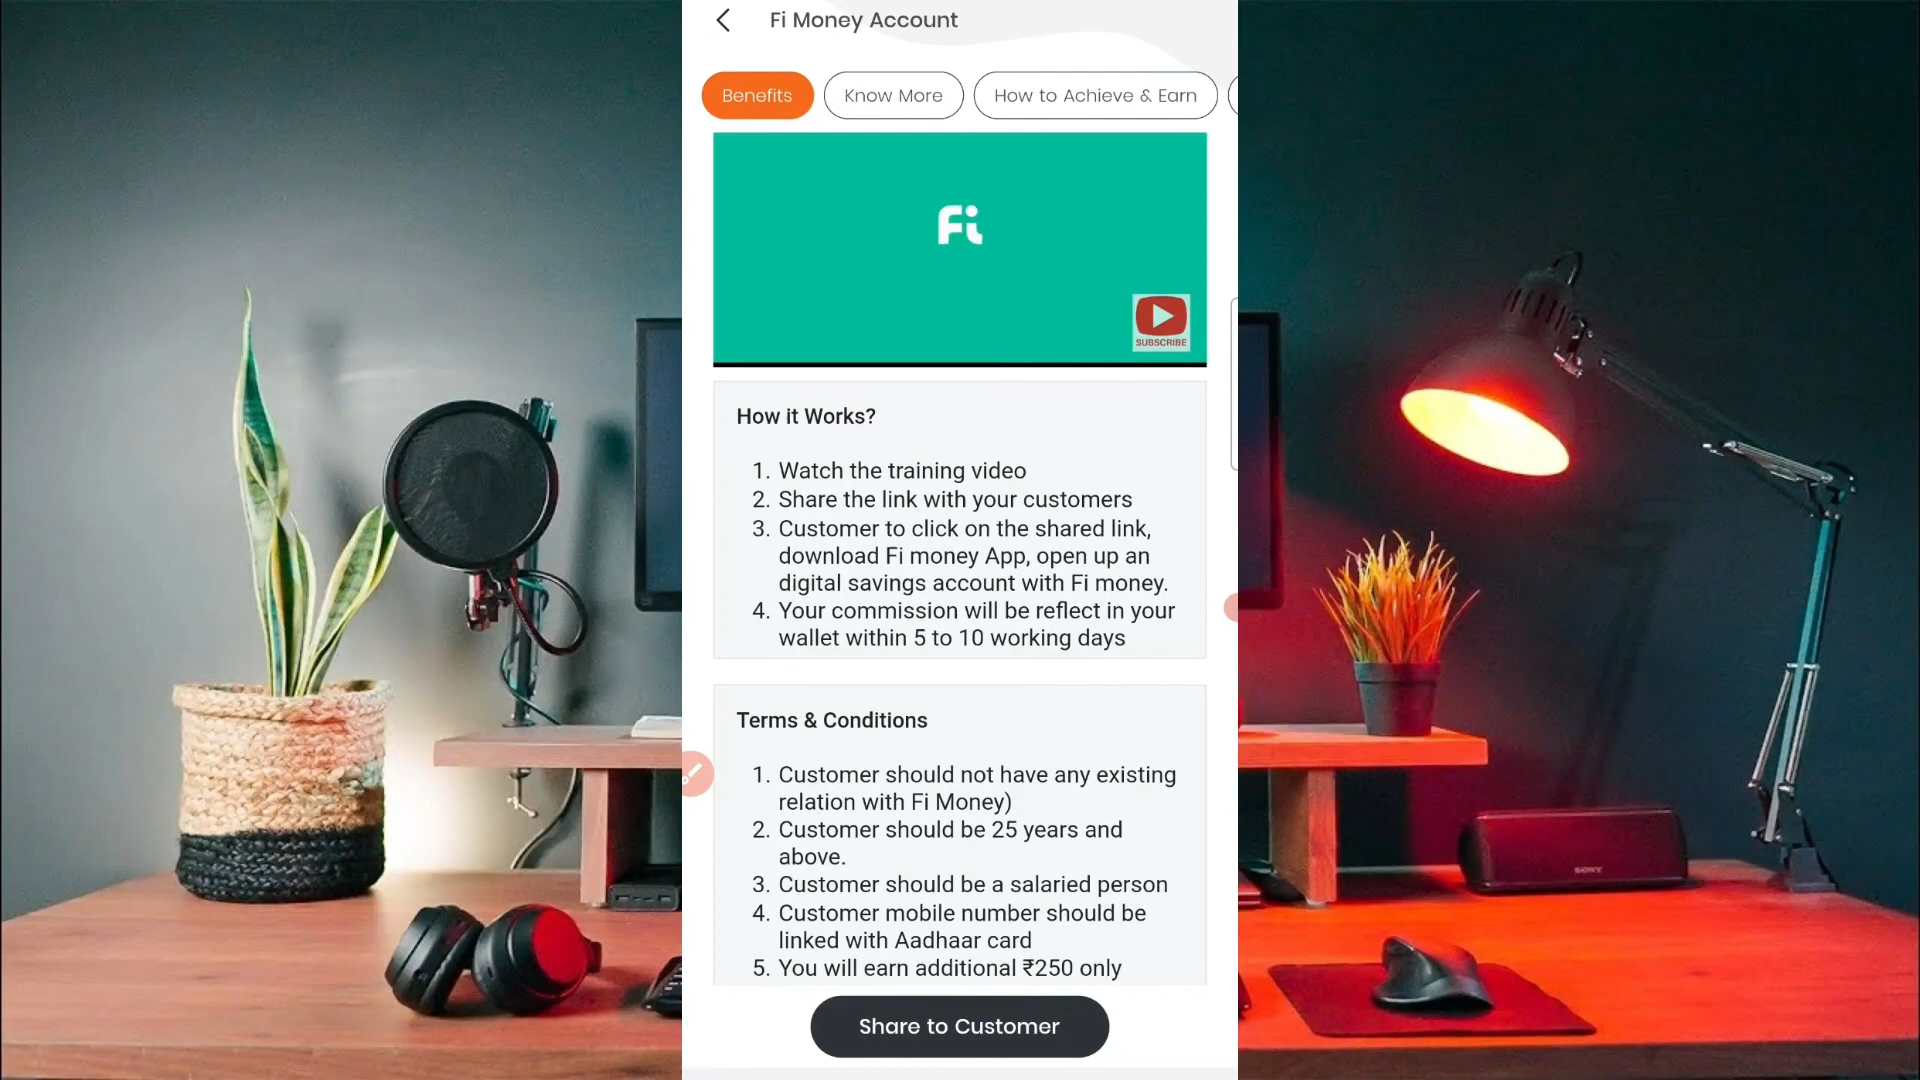 Fi Money Account
Benefits
Know More
How to Achieve & Earn
Fi
SUBSCRIBE
How it Works?
1. Watch the training video
2. Share the link with your customers
3. Customer to click on the shared link,
download Fi money App, open up an
digital savings account with Fi money.
4. Your commission will be reflect in your
wallet within 5 to 10 working days
Terms & Conditions
1. Customer should not have any existing
relation with Fi Money)
2. Customer should be 25 years and
above.
3. Customer should be a salaried person
4. Customer mobile number should be
linked with Aadhaar card
5. You will earn additional ₹250 only
Share to Customer
SONY